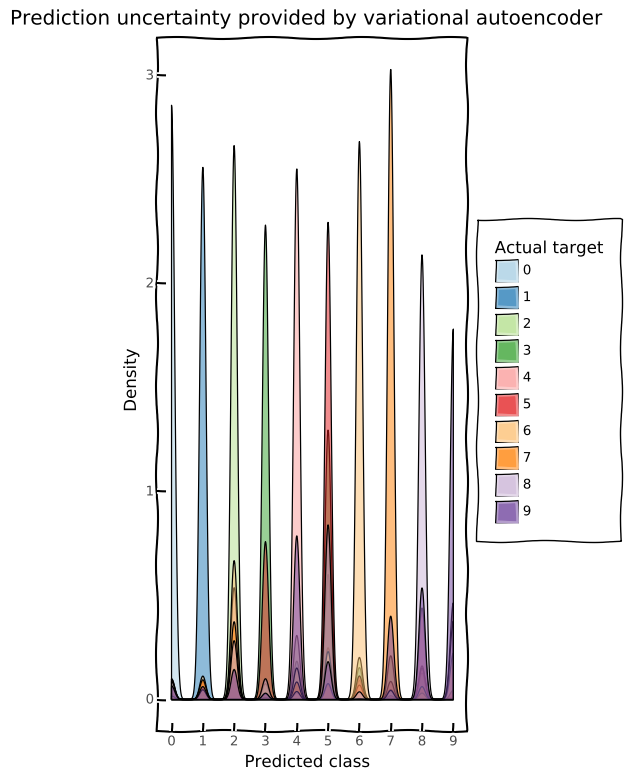 Prediction uncertainty provided by variational autoencoder
3
2
1
0
Density
0 1 2 3 4 5 6 7 8 9
Predicted class
Actual target
0
1
2
3
4
5
6
7
8
9